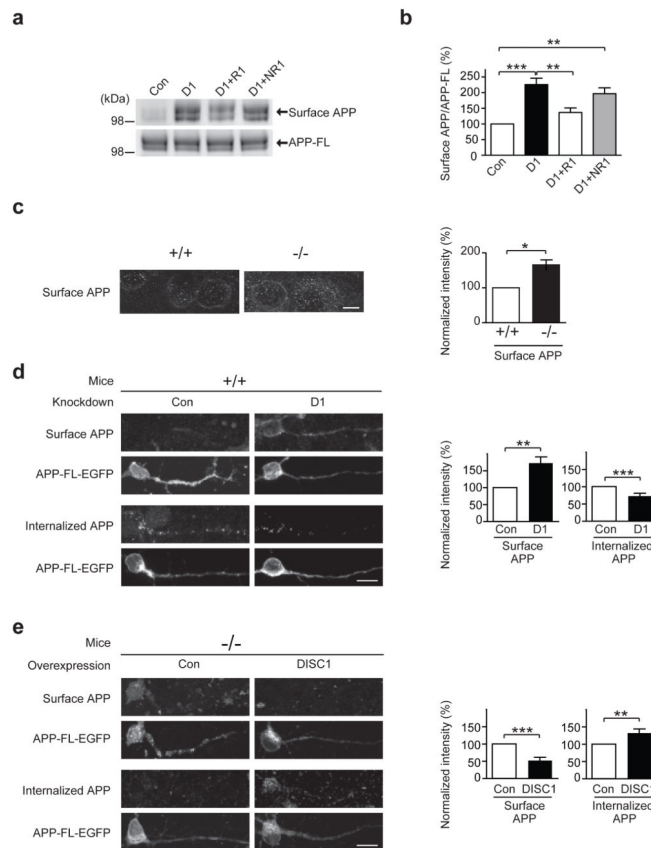 a
Con D1 D1+R1 D1+NR1
(kDa)
98
Surface APP
98
APP-FL
b
Surface APP/APP-FL (%)
250
200
150
100
50
0
** 
*** **
Con D1 D1+R1 D1+NR1
c
+/+ -/-
Surface APP
Normalized intensity (%)
200
100
0
*
+/+ -/-
Surface APP
d
Mice +/+
Knockdown Con D1
Surface APP
APP-FL-EGFP
Internalized APP
APP-FL-EGFP
Normalized intensity (%)
150
100
50
0
**
Con D1
Surface
APP
150
100
50
0
***
Con D1
Internalized
APP
e
Mice -/-
Overexpression Con DISC1
Surface APP
APP-FL-EGFP
Internalized APP
APP-FL-EGFP
Normalized intensity (%)
150
100
50
0
***
Con DISC1
Surface
APP
150
100
50
0
**
Con DISC1
Internalized
APP